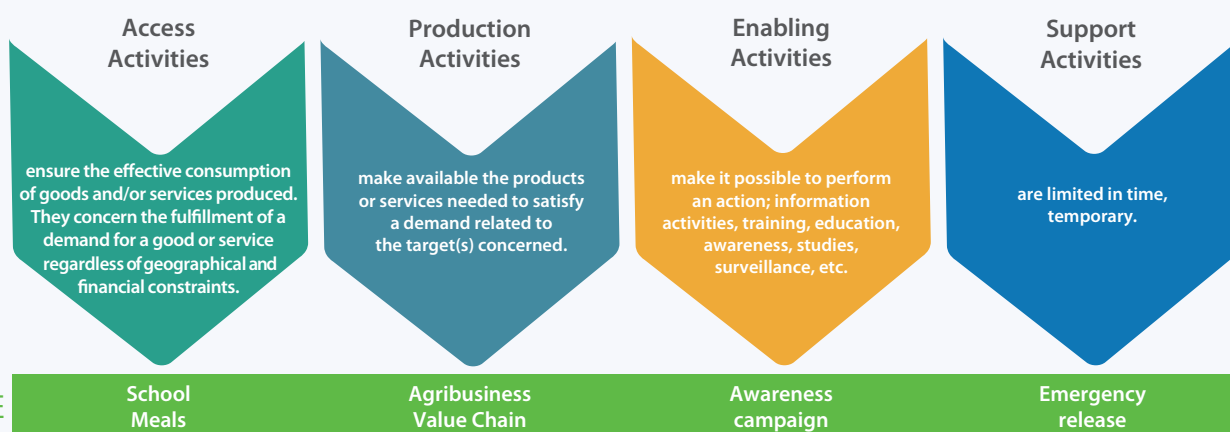 Access
Activities
ensure the effective consumption
of goods and/or services produced.
They concern the fulfillment of a
demand for a good or service
regardless of geographical and
financial constraints.
School
Meals
Production
Activities
make available the products
or services needed to satisfy
a demand related to
the target(s) concerned.
Agribusiness
Value Chain
Enabling
Activities
make it possible to perform
an action; information
activities, training, education,
awareness, studies,
surveillance, etc.
Awareness
campaign
Support
Activities
are limited in time,
temporary.
Emergency
release